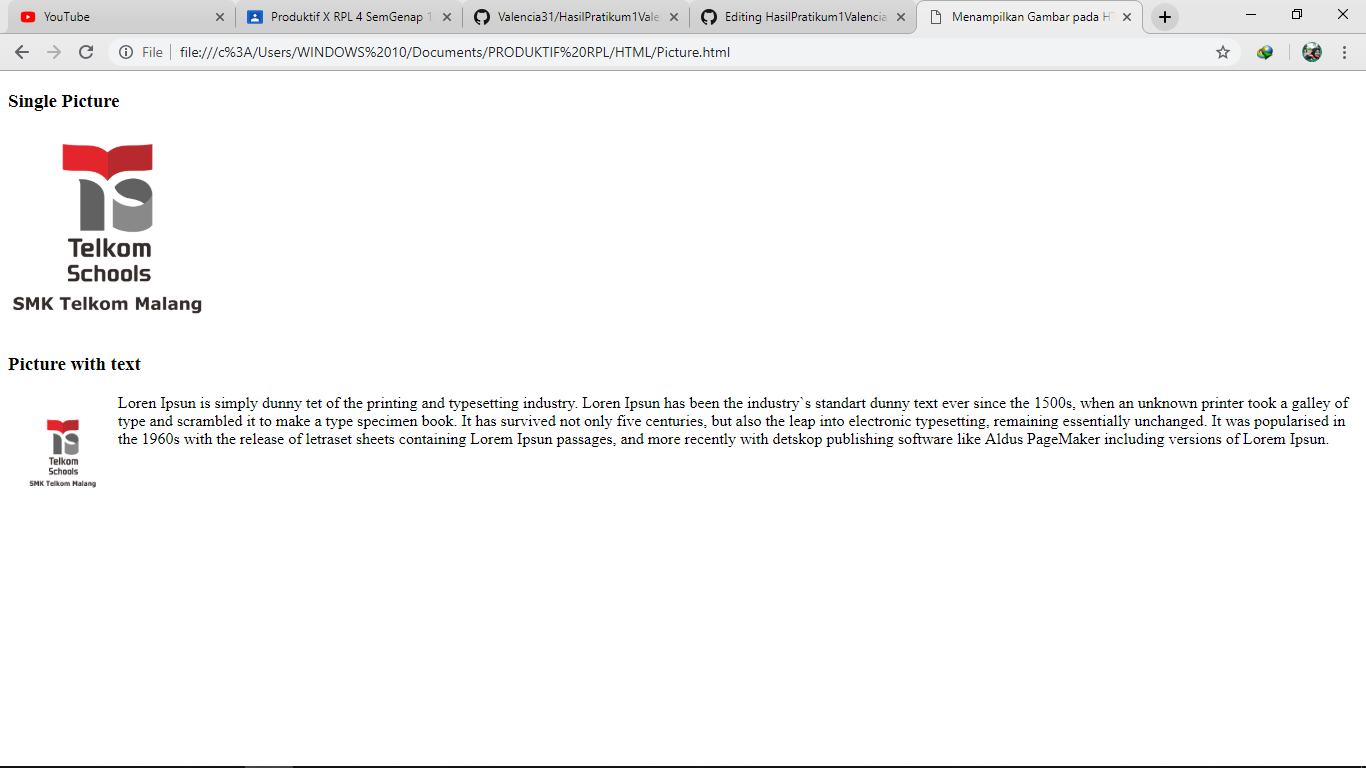 YouTube
Produktif X RPL 4 SemGenap 1
Valencia31/HasilPratikum1Vale
Editing HasilPratikum1Valencia
Menampilkan Gambar pada HT
File
file:///c%3A/Users/WINDOWS%2010/Documents/PRODUKTIF%20RPL/HTML/Picture.html
Single Picture
Telkom
Schools
SMK Telkom Malang
Picture with text
Telkom
Schools
SMK Telkom Malang
Loren Ipsun is simply dunny tet of the printing and typesetting industry. Loren Ipsun has been the industry`s standart dunny text ever since the 1500s, when an unknown printer took a galley of
type and scrambled it to make a type specimen book. It has survived not only five centuries, but also the leap into electronic typesetting, remaining essentially unchanged. It was popularised in
the 1960s with the release of letraset sheets containing Lorem Ipsun passages, and more recently with detskop publishing software like Aldus PageMaker including versions of Lorem Ipsun.